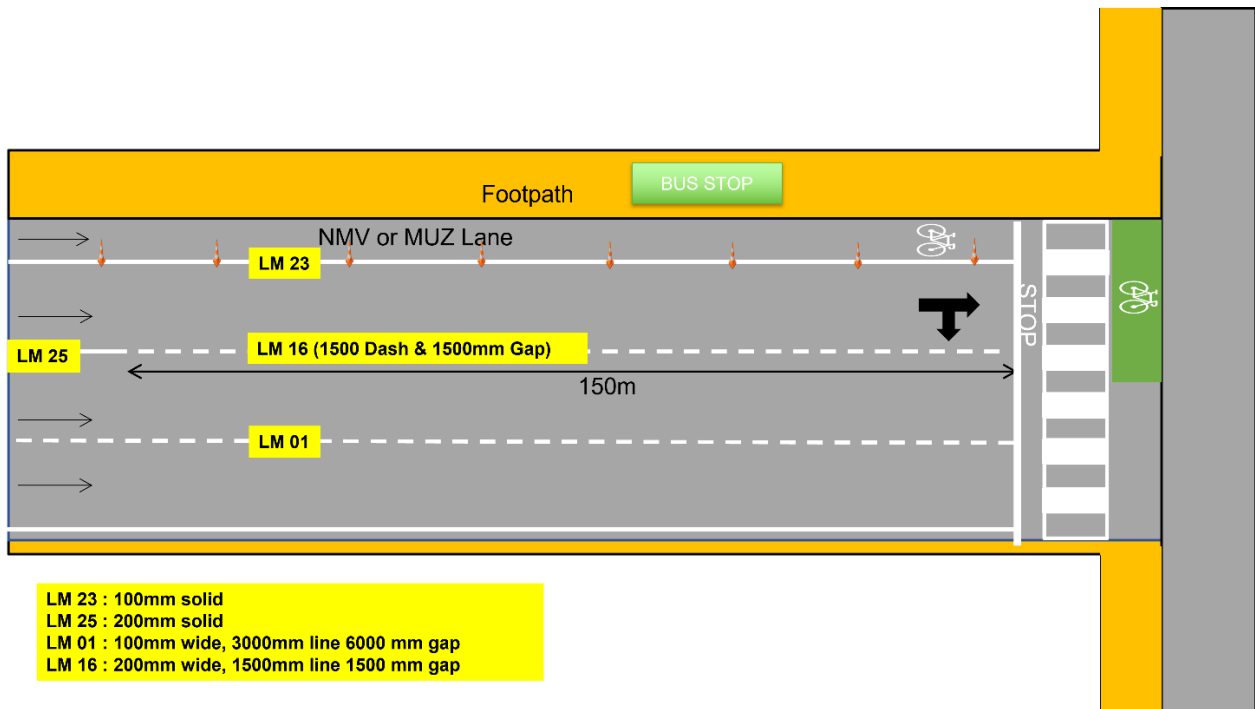 BUS STOP
Footpath
NMV or MUZ Lane
LM 23
STOP
LM 25
LM 16 (1500 Dash & 1500mm Gap)
150m
LM 01
LM 23 : 100mm solid
LM 25 : 200mm solid
LM 01 : 100mm wide, 3000mm line 6000 mm gap
LM 16 : 200mm wide, 1500mm line 1500 mm gap